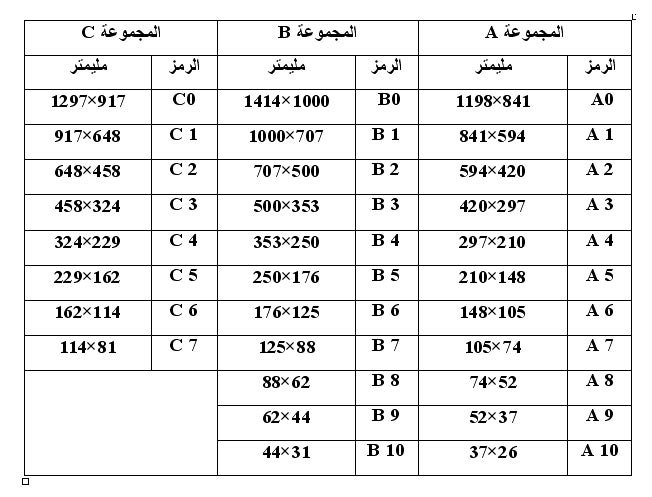 المجموعة A المجموعة B المجموعة C
الرمز مليمتر الرمز مليمتر الرمز مليمتر
A0 1198×841 B0 1414×1000 C0 1297×917
A 1 841×594 B 1 1000×707 C 1 917×648
A 2 594×420 B 2 707×500 C 2 648×458
A 3 420×297 B 3 500×353 C 3 458×324
A 4 297×210 B 4 353×250 C 4 324×229
A 5 210×148 B 5 250×176 C 5 229×162
A 6 148×105 B 6 176×125 C 6 162×114
A 7 105×74 B 7 125×88 C 7 114×81
A 8 74×52 B 8 88×62
A 9 52×37 B 9 62×44
A 10 37×26 B 10 44×31